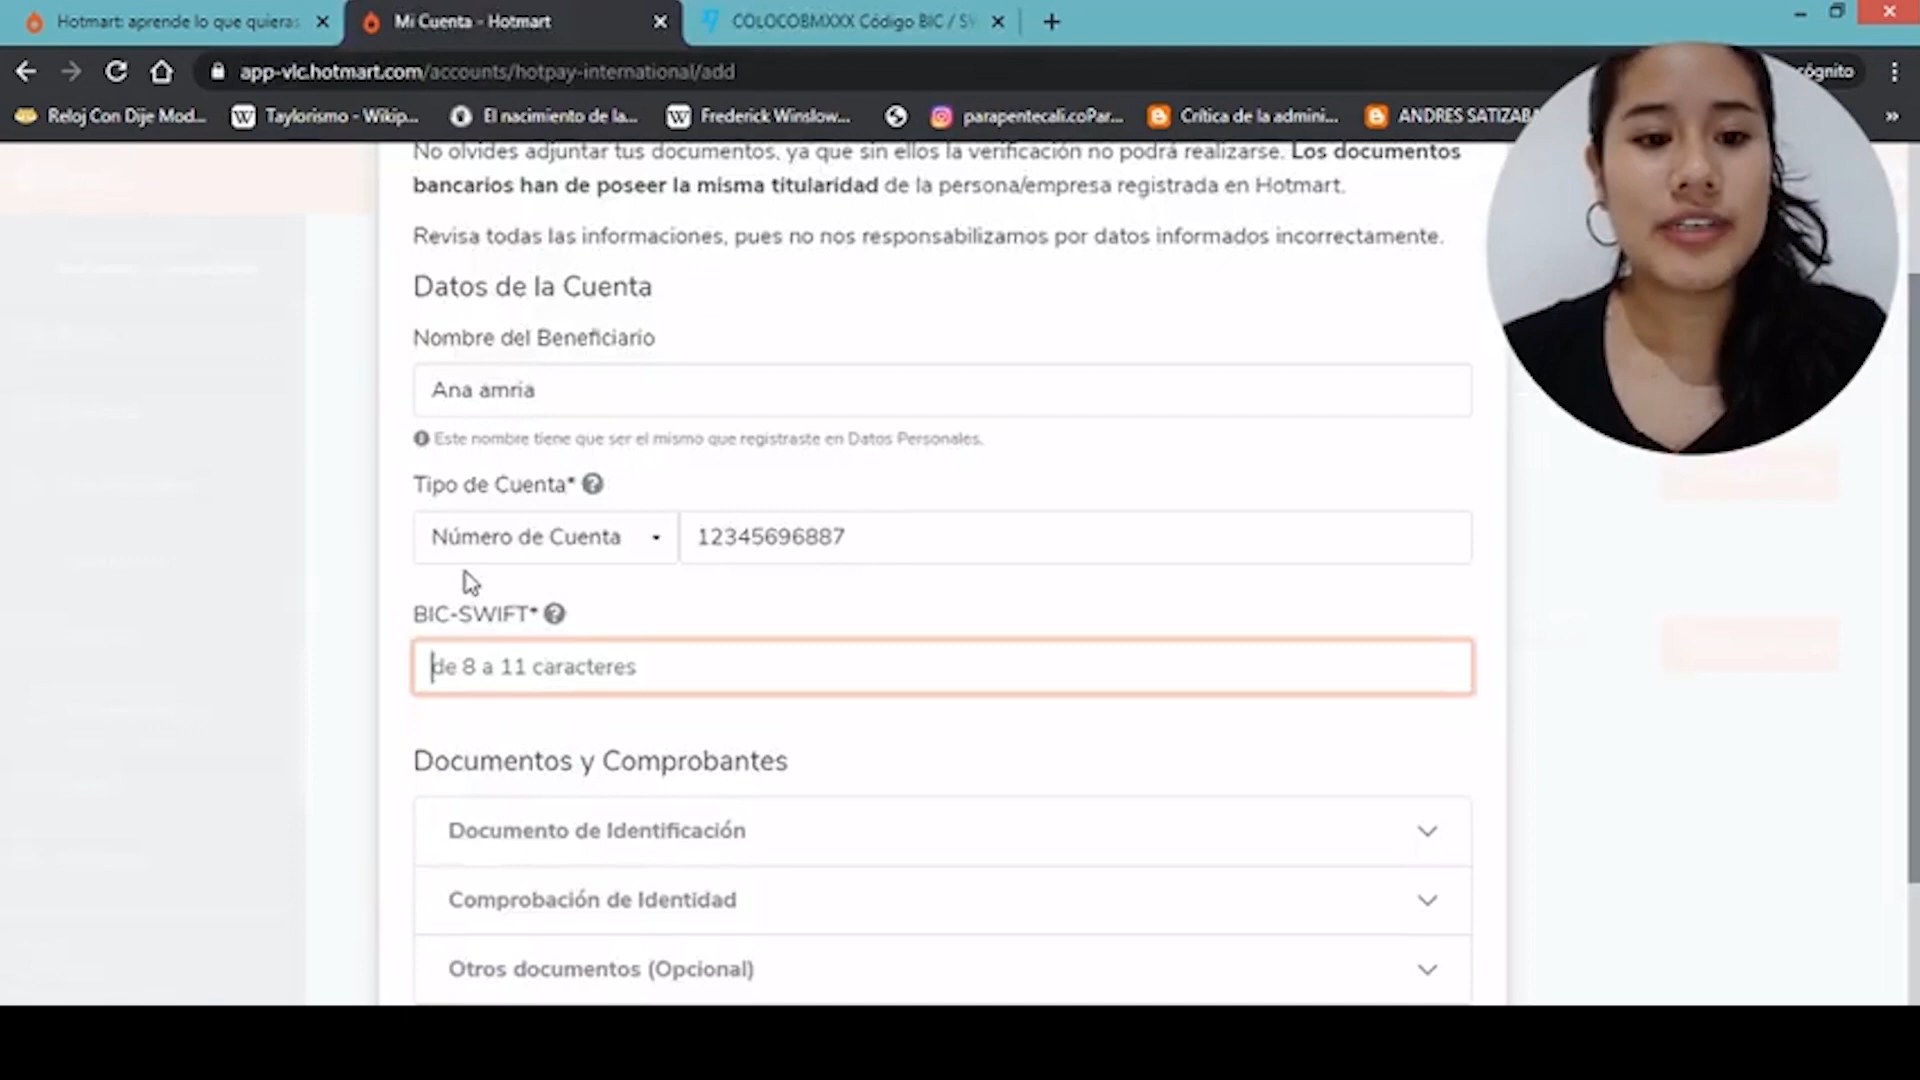 Hotmart: aprende lo que quieras
Mi Cuenta - Hotmart
COLOCOBMXXX Código BIC / SW
app-vlc.hotmart.com/accounts/hotpay-international/add
cógnito
Reloj Con Dije Mod...
Taylorismo - Wikip...
El nacimiento de la...
Frederick Winslow...
parapentecali.coPar...
Crítica de la admini...
ANDRES SATIZABA
No olvides adjuntar tus documentos, ya que sin ellos la verificación no podrá realizarse. Los documentos
bancarios han de poseer la misma titularidad de la persona/empresa registrada en Hotmart.
Revisa todas las informaciones, pues no nos responsabilizamos por datos informados incorrectamente.
Datos de la Cuenta
Nombre del Beneficiario
Ana amria
Este nombre tiene que ser el mismo que registraste en Datos Personales.
Tipo de Cuenta*
Número de Cuenta
12345696887
BIC-SWIFT*
de 8 a 11 caracteres
Documentos y Comprobantes
Documento de Identificación
Comprobación de Identidad
Otros documentos (Opcional)